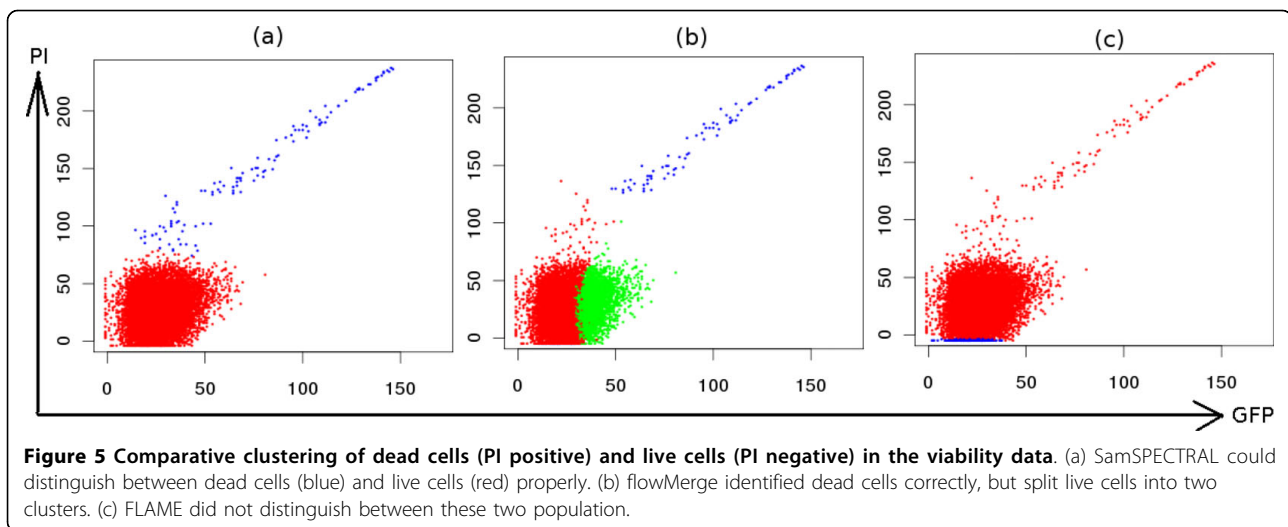 (a) (b) (c)
PI
200
150
100
50
0
0 50 100 150
200
150
100
50
0
0 50 100 150
200
150
100
50
0
0 50 100 150
GFP
Figure 5 Comparative clustering of dead cells (PI positive) and live cells (PI negative) in the viability data. (a) SamSPECTRAL could
distinguish between dead cells (blue) and live cells (red) properly. (b) flowMerge identified dead cells correctly, but split live cells into two
clusters. (c) FLAME did not distinguish between these two population.